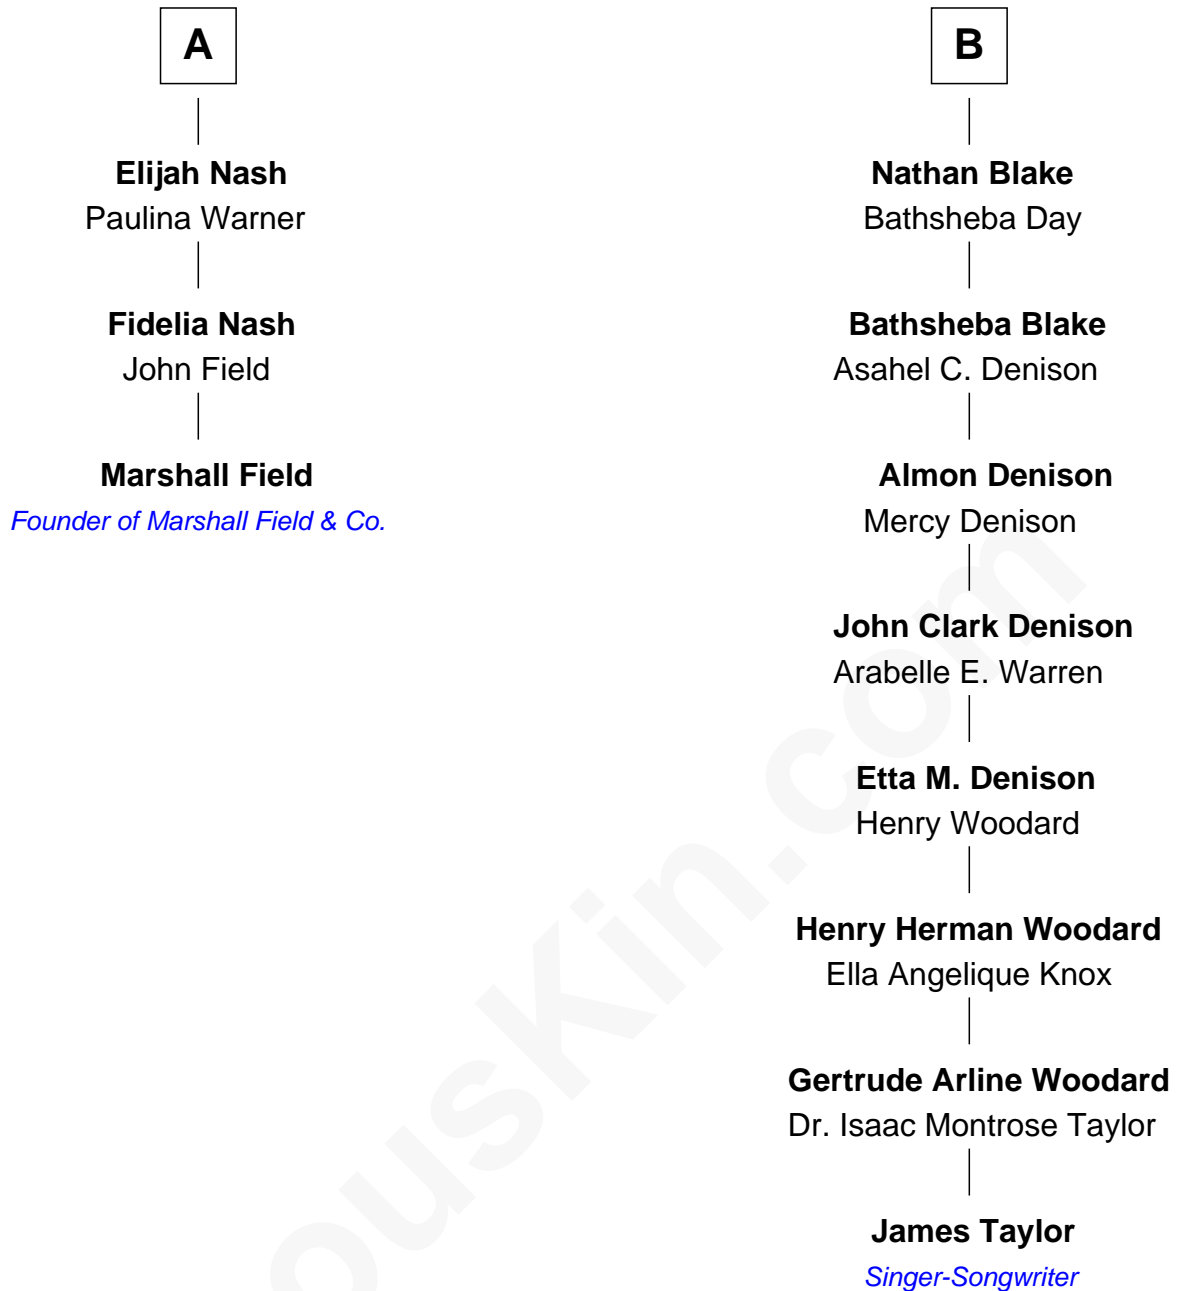 A
Elijah Nash
Paulina Warner
Fidelia Nash
John Field
Marshall Field
Founder of Marshall Field & Co.
B
Nathan Blake
Bathsheba Day
Bathsheba Blake
Asahel C. Denison
Almon Denison
Mercy Denison
John Clark Denison
Arabelle E. Warren
Etta M. Denison
Henry Woodard
Henry Herman Woodard
Ella Angelique Knox
Gertrude Arline Woodard
Dr. Isaac Montrose Taylor
James Taylor
Singer-Songwriter
ousKin.com